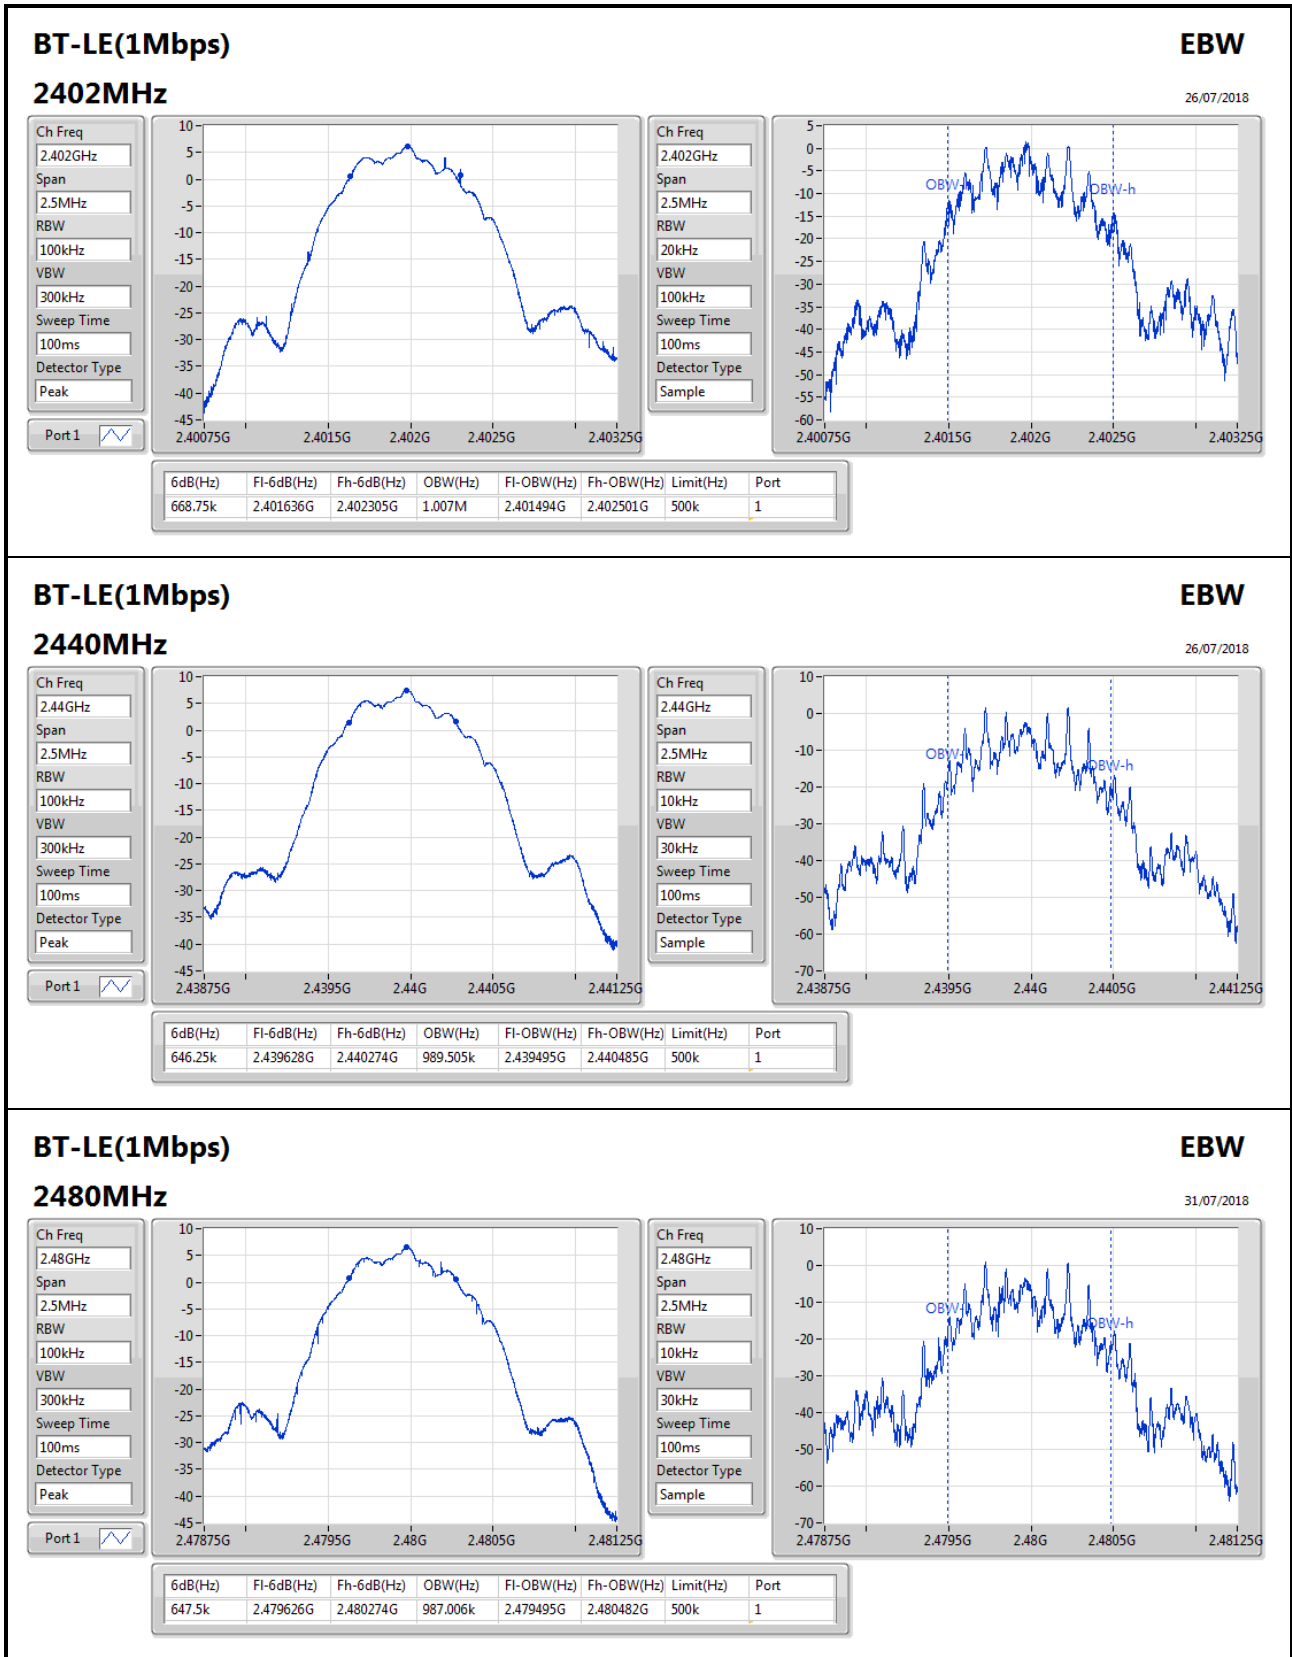 BT-LE(1Mbps) EBW
2402MHz 26/07/2018
Ch Freq
2.402GHz
Span
2.5MHz
RBW
100kHz
VBW
300kHz
Sweep Time
100ms
Detector Type
Peak
Port 1
10
5
0
-5
-10
-15
-20
-25
-30
-35
-40
-45
2.40075G 2.4015G 2.402G 2.4025G 2.40325G
Ch Freq
2.402GHz
Span
2.5MHz
RBW
20kHz
VBW
100kHz
Sweep Time
100ms
Detector Type
Sample
5
0
-5
-10
-15
-20
-25
-30
-35
-40
-45
-50
-55
-60
OBW- OBW-h
2.40075G 2.4015G 2.402G 2.4025G 2.40325G
6dB(Hz) Fl-6dB(Hz) Fh-6dB(Hz) OBW(Hz) Fl-OBW(Hz) Fh-OBW(Hz) Limit(Hz) Port
668.75k 2.401636G 2.402305G 1.007M 2.401494G 2.402501G 500k 1
BT-LE(1Mbps) EBW
2440MHz 26/07/2018
Ch Freq
2.44GHz
Span
2.5MHz
RBW
100kHz
VBW
300kHz
Sweep Time
100ms
Detector Type
Peak
Port 1
10
5
0
-5
-10
-15
-20
-25
-30
-35
-40
-45
2.43875G 2.4395G 2.44G 2.4405G 2.44125G
Ch Freq
2.44GHz
Span
2.5MHz
RBW
10kHz
VBW
30kHz
Sweep Time
100ms
Detector Type
Sample
10
0
-10
-20
-30
-40
-50
-60
-70
OBW- OBW-h
2.43875G 2.4395G 2.44G 2.4405G 2.44125G
6dB(Hz) Fl-6dB(Hz) Fh-6dB(Hz) OBW(Hz) Fl-OBW(Hz) Fh-OBW(Hz) Limit(Hz) Port
646.25k 2.439628G 2.440274G 989.505k 2.439495G 2.440485G 500k 1
BT-LE(1Mbps) EBW
2480MHz 31/07/2018
Ch Freq
2.48GHz
Span
2.5MHz
RBW
100kHz
VBW
300kHz
Sweep Time
100ms
Detector Type
Peak
Port 1
10
5
0
-5
-10
-15
-20
-25
-30
-35
-40
-45
2.47875G 2.4795G 2.48G 2.4805G 2.48125G
Ch Freq
2.48GHz
Span
2.5MHz
RBW
10kHz
VBW
30kHz
Sweep Time
100ms
Detector Type
Sample
10
0
-10
-20
-30
-40
-50
-60
-70
OBW- OBW-h
2.47875G 2.4795G 2.48G 2.4805G 2.48125G
6dB(Hz) Fl-6dB(Hz) Fh-6dB(Hz) OBW(Hz) Fl-OBW(Hz) Fh-OBW(Hz) Limit(Hz) Port
647.5k 2.479626G 2.480274G 987.006k 2.479495G 2.480482G 500k 1